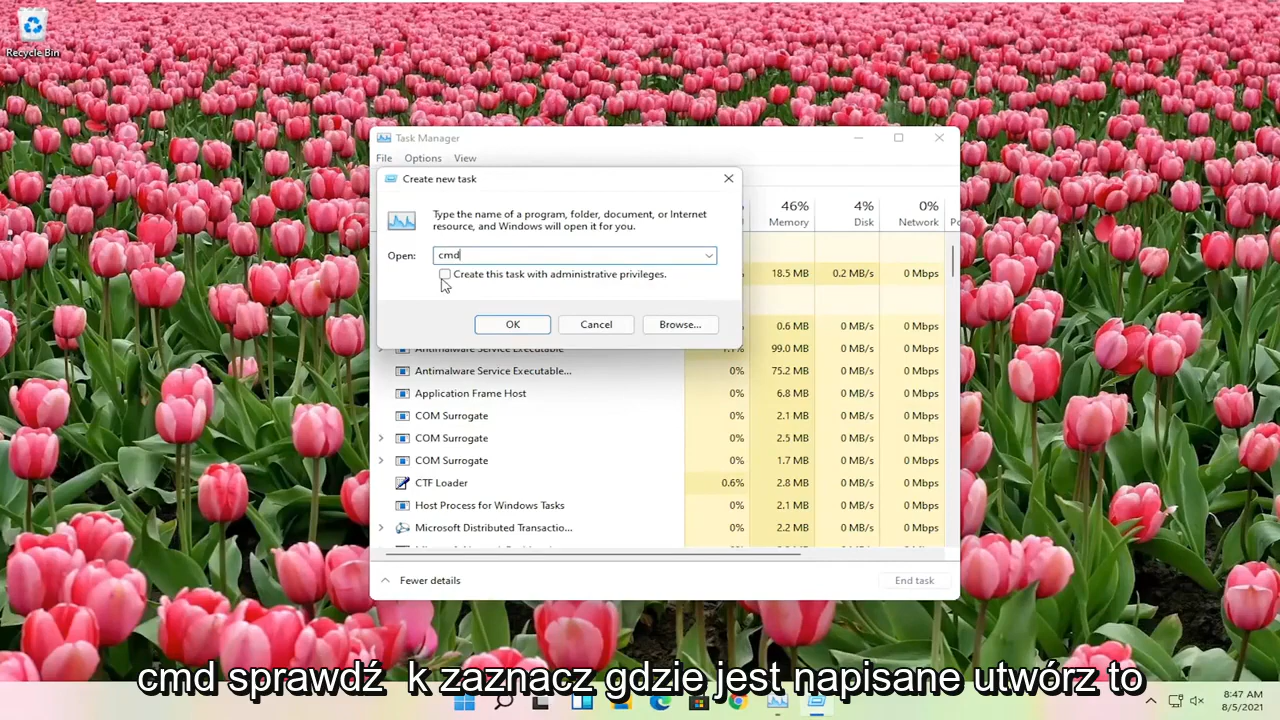 Recycle Bin
Task Manager
File Options View
Create new task
Type the name of a program, folder, document, or Internet
resource, and Windows will open it for you.
Open: cmd
Create this task with administrative privileges.
OK Cancel Browse...
46% 4% 0%
Memory Disk Network
18.5 MB 0.2 MB/s 0 Mbps
0.6 MB 0 MB/s 0 Mbps
Antimalware Service Executable 1.1% 99.0 MB 0 MB/s 0 Mbps
Antimalware Service Executable... 0% 75.2 MB 0 MB/s 0 Mbps
Application Frame Host 0% 6.8 MB 0 MB/s 0 Mbps
COM Surrogate 0% 2.1 MB 0 MB/s 0 Mbps
COM Surrogate 0% 2.5 MB 0 MB/s 0 Mbps
COM Surrogate 0% 1.7 MB 0 MB/s 0 Mbps
CTF Loader 0.6% 2.8 MB 0 MB/s 0 Mbps
Host Process for Windows Tasks 0% 2.1 MB 0 MB/s 0 Mbps
Microsoft Distributed Transactio... 0% 2.2 MB 0 MB/s 0 Mbps
Fewer details End task
cmd sprawdź k zaznacz gdzie jest napisane utwórz to
8:47 AM
8/5/2021